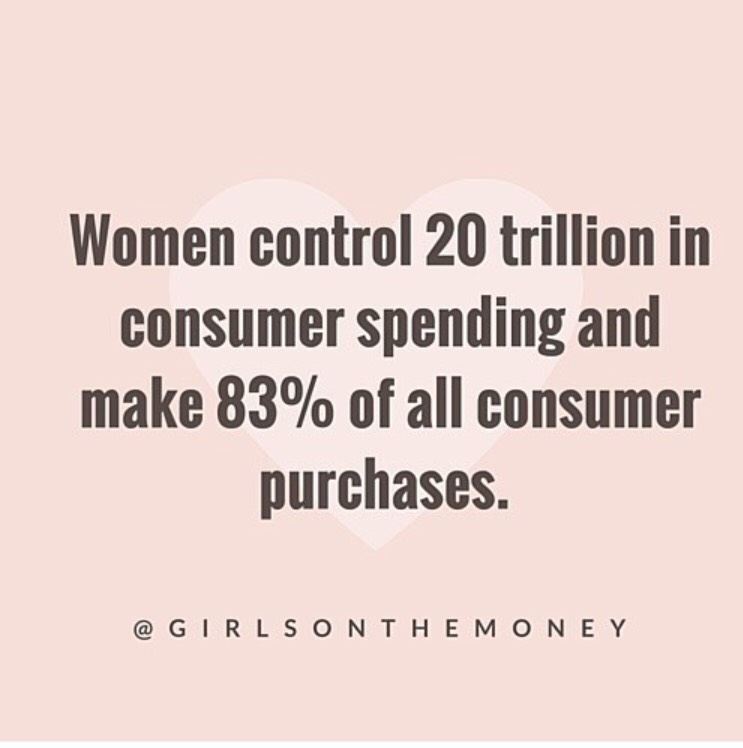 Women control 20 trillion in
consumer spending and
make 83% of all consumer
purchases.
@GIRLSONTHEMONEY